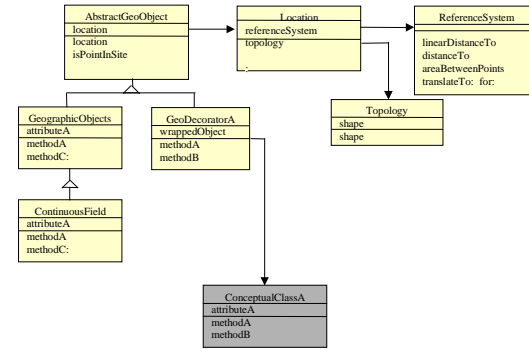 AbstractGeoObject
location
location
isPointInSite
Location
referenceSystem
topology
:
ReferenceSystem
linearDistanceTo
distanceTo
areaBetweenPoints
translateTo: for:
Topology
shape
shape
GeographicObjects
attributeA
methodA
methodC:
GeoDecoratorA
wrappedObject
methodA
methodB
ContinuousField
attributeA
methodA
methodC:
ConceptualClassA
attributeA
methodA
methodB